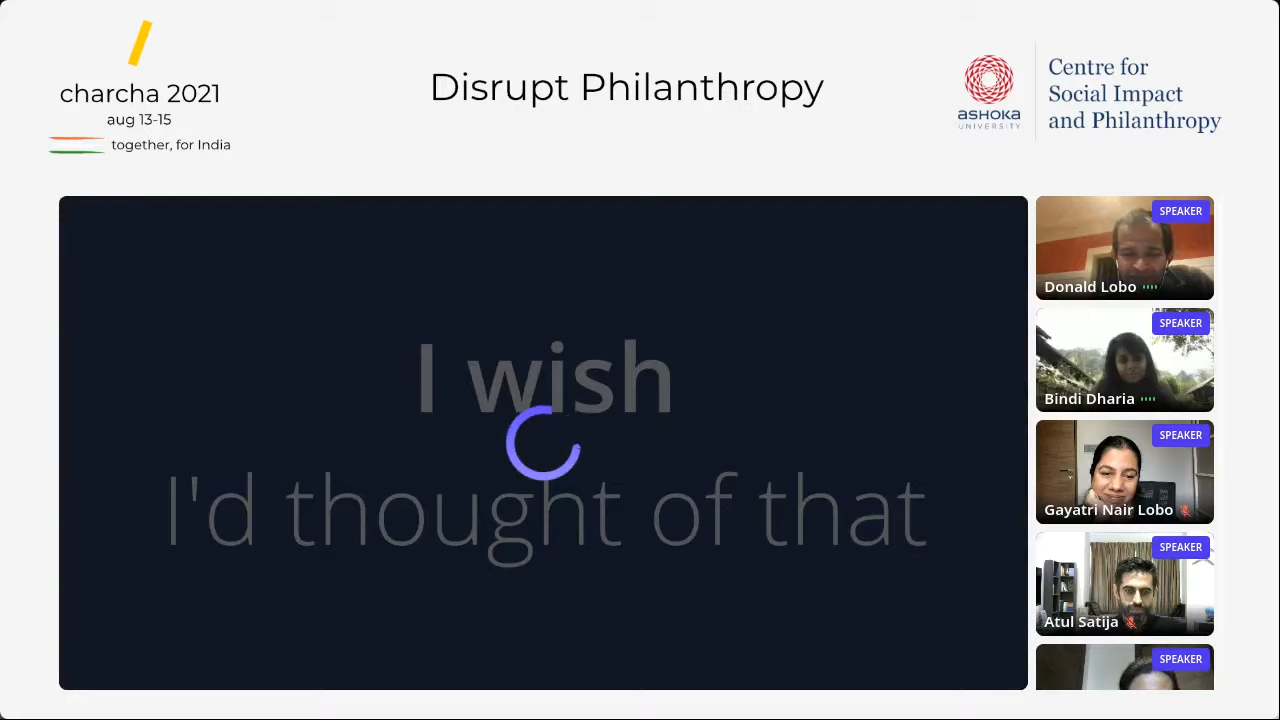 charcha 2021
aug 13-15
together, for India
Disrupt Philanthropy
ASHOKA
UNIVERSITY
Centre for
Social Impact
and Philanthropy
I wish
I'd thought of that
SPEAKER
Donald Lobo
SPEAKER
Bindi Dharia
SPEAKER
Gayatri Nair Lobo
SPEAKER
Atul Satija
SPEAKER